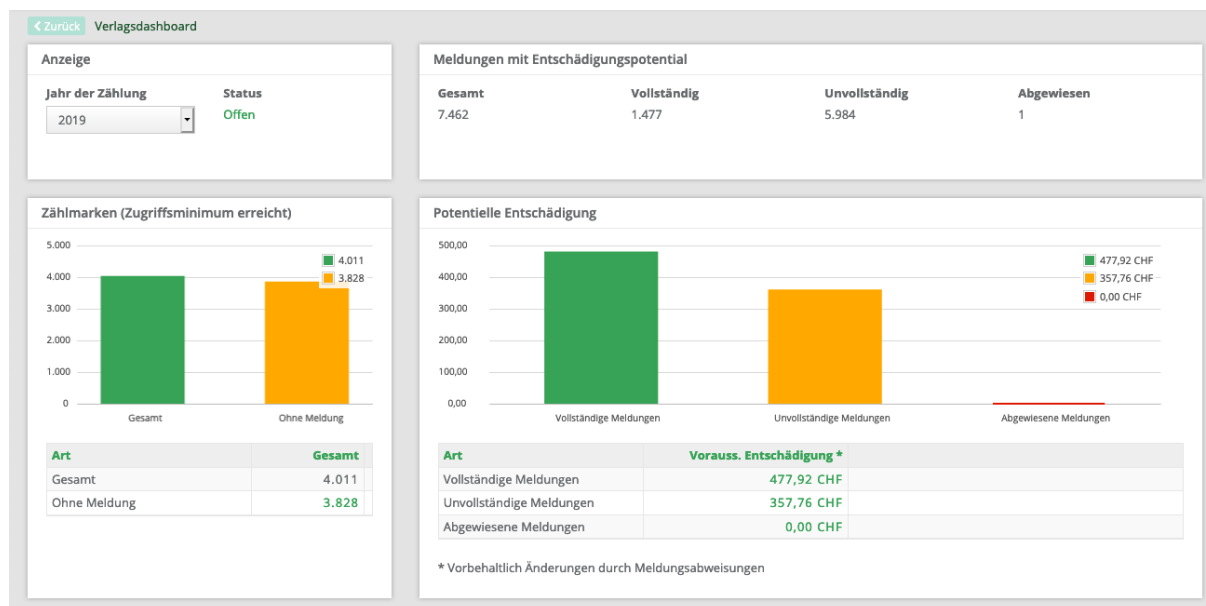 Zurück Verlagsdashboard
Anzeige
Jahr der Zählung Status
2019 Offen
Meldungen mit Entschädigungspotential
Gesamt Vollständig Unvollständig Abgewiesen
7.462 1.477 5.984 1
Zählmarken (Zugriffsminimum erreicht)
5.000
4.000
3.000
2.000
1.000
0
4.011
3.828
Gesamt Ohne Meldung
Art Gesamt
Gesamt 4.011
Ohne Meldung 3.828
Potentielle Entschädigung
500,00
400,00
300,00
200,00
100,00
0,00
477,92 CHF
357,76 CHF
0,00 CHF
Vollständige Meldungen Unvollständige Meldungen Abgewiesene Meldungen
Art Vorauss. Entschädigung *
Vollständige Meldungen 477,92 CHF
Unvollständige Meldungen 357,76 CHF
Abgewiesene Meldungen 0,00 CHF
* Vorbehaltlich Änderungen durch Meldungsabweisungen